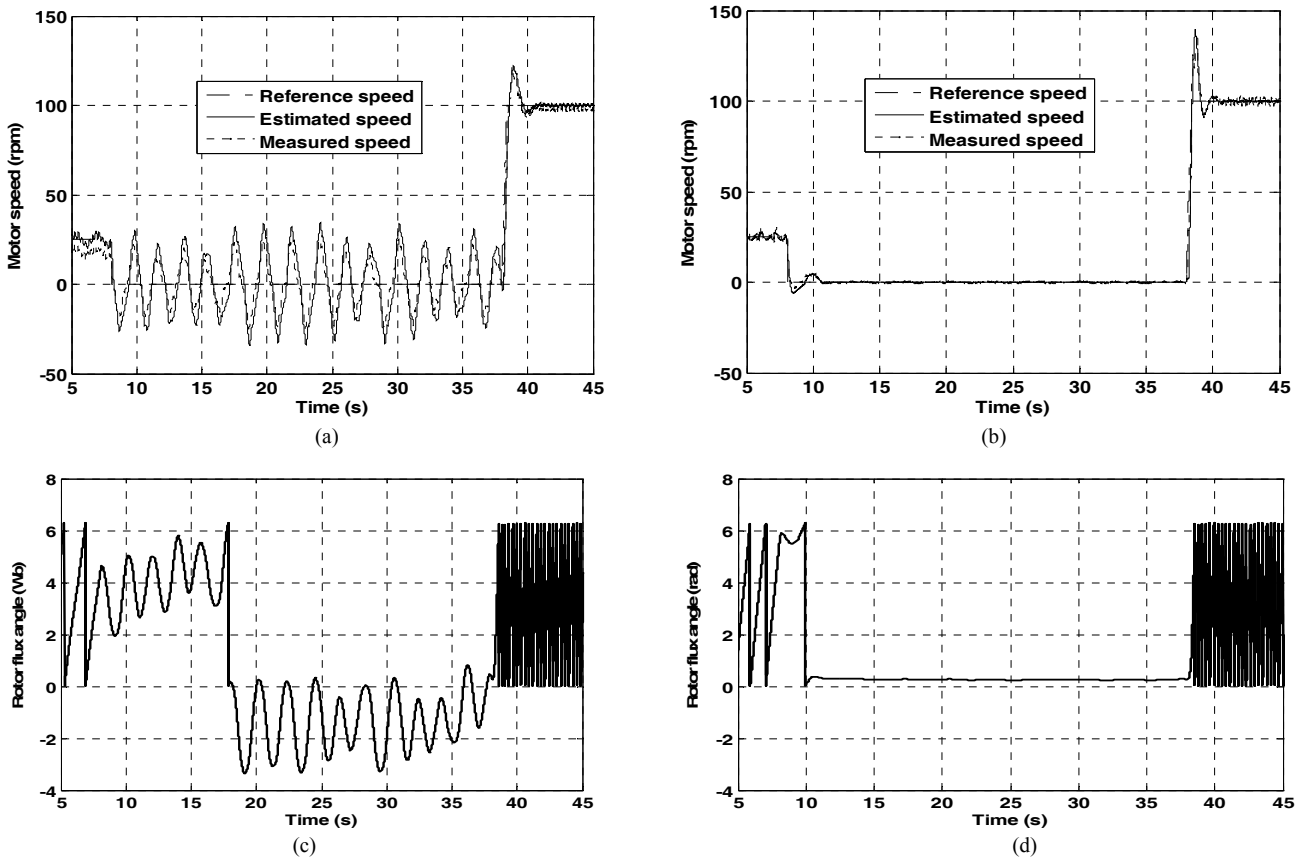 150
100
50
0
-50
Motor speed (rpm)
Reference speed
Estimated speed
Measured speed
5 10 15 20 25 30 35 40 45
Time (s)
(a)
150
100
50
0
-50
Motor speed (rpm)
Reference speed
Estimated speed
Measured speed
5 10 15 20 25 30 35 40 45
Time (s)
(b)
8
6
4
2
0
-2
-4
Rotor flux angle (Wb)
5 10 15 20 25 30 35 40 45
Time (s)
(c)
8
6
4
2
0
-2
-4
Rotor flux angle (rad)
5 10 15 20 25 30 35 40 45
Time (s)
(d)